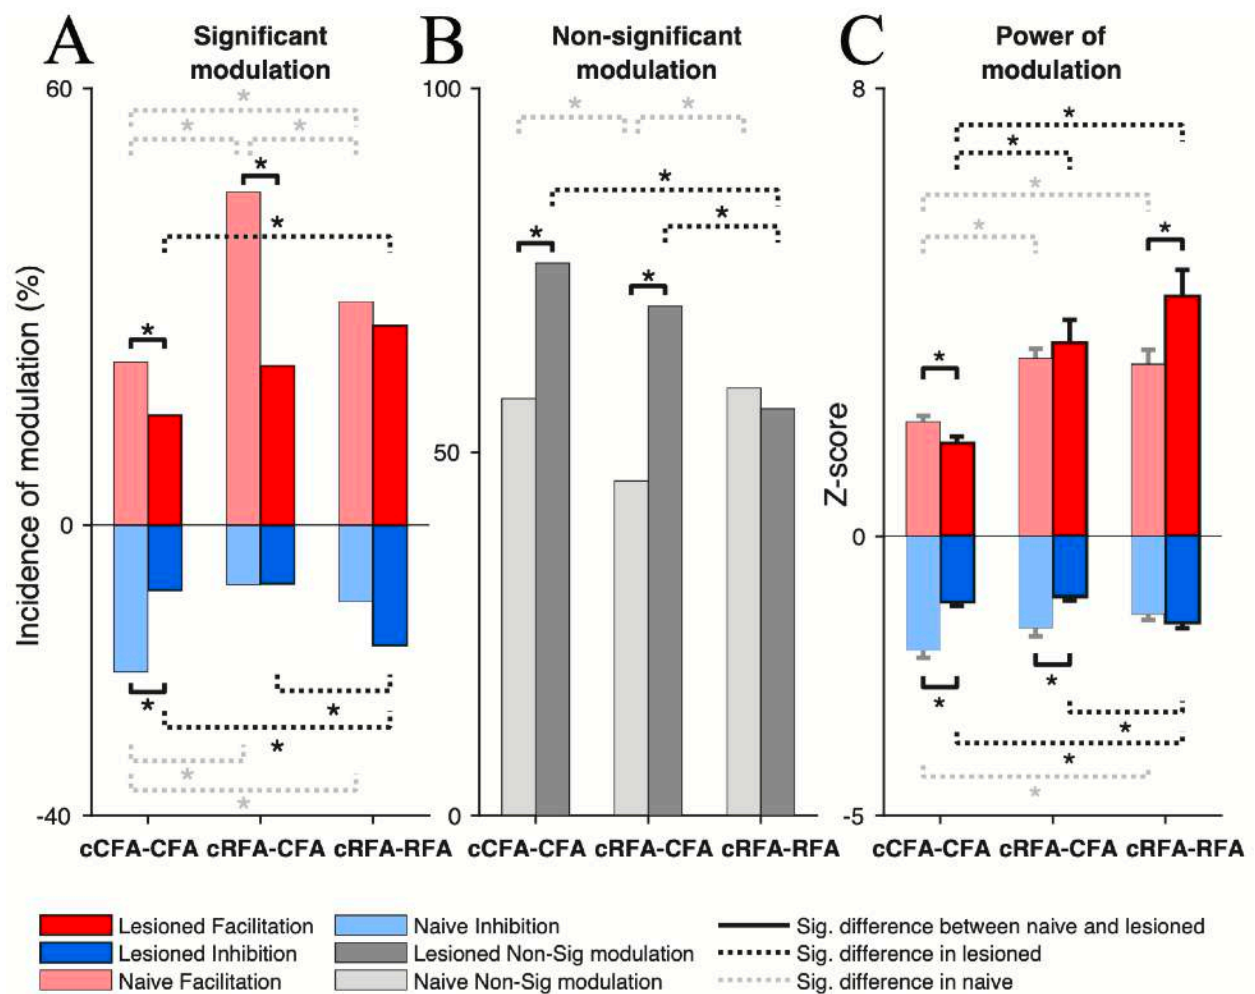 A
Significant
modulation
B
Non-significant
modulation
C
Power of
modulation
60
0
-40
Incidence of modulation (%)
* * * * * * * * * * * *
cCFA-CFA cRFA-CFA cRFA-RFA
100
50
0
* * * * * *
cCFA-CFA cRFA-CFA cRFA-RFA
8
0
-5
Z-score
* * * * * * * * * * *
cCFA-CFA cRFA-CFA cRFA-RFA
Lesioned Facilitation
Lesioned Inhibition
Naive Facilitation
Naive Inhibition
Lesioned Non-Sig modulation
Naive Non-Sig modulation
Sig. difference between naive and lesioned
Sig. difference in lesioned
Sig. difference in naive